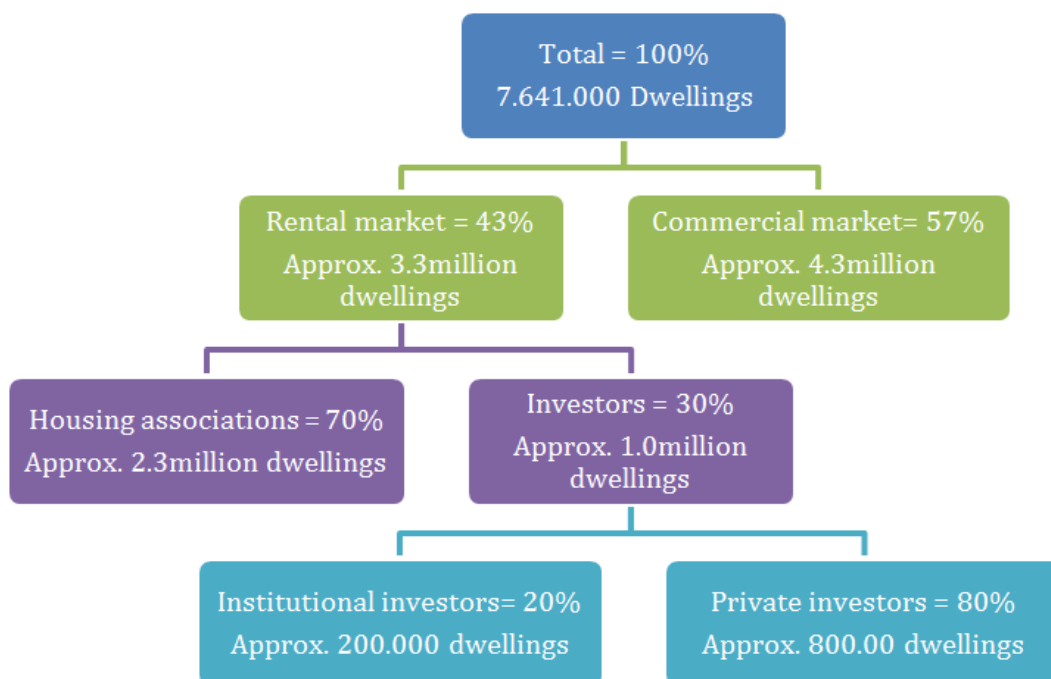 Total = 100%
7.641.000 Dwellings
Rental market = 43%
Approx. 3.3million
dwellings
Commercial market= 57%
Approx. 4.3million
dwellings
Housing associations = 70%
Approx. 2.3million dwellings
Investors = 30%
Approx. 1.0million
dwellings
Institutional investors= 20%
Approx. 200.000 dwellings
Private investors = 80%
Approx. 800.00 dwellings